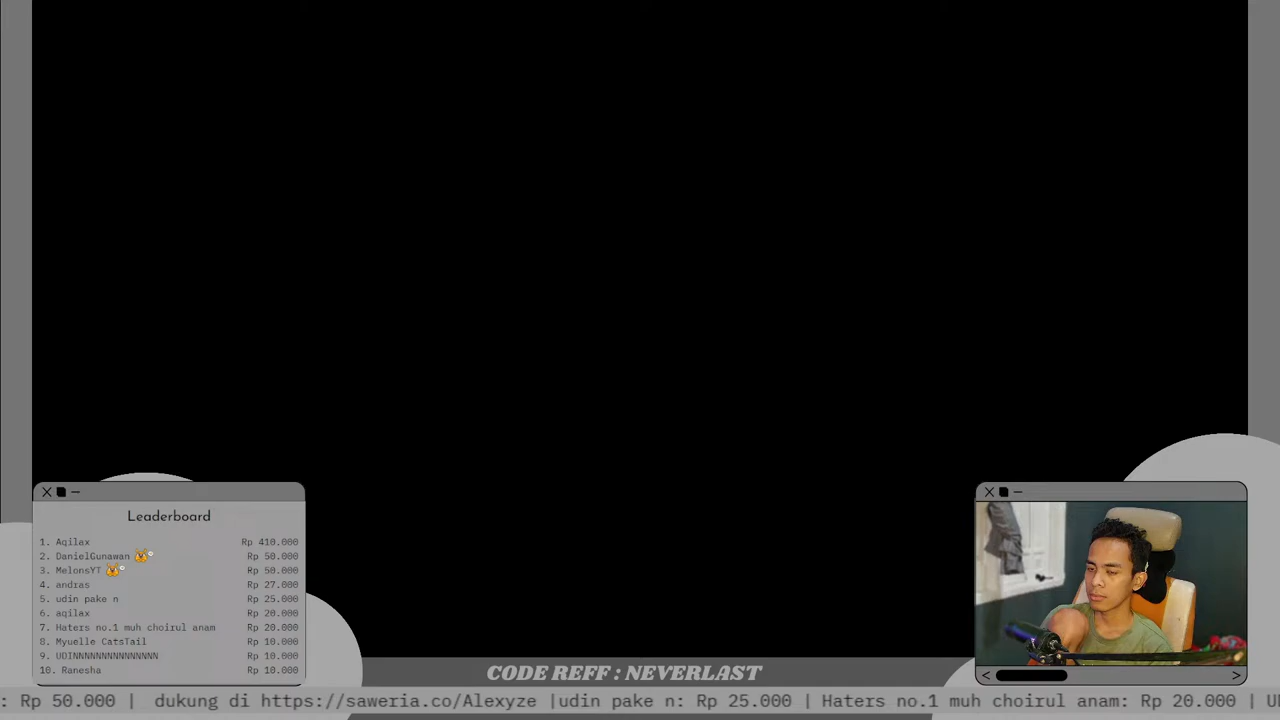 Leaderboard
1. Aqilax Rp 410.000
2. DanielGunawan Rp 50.000
3. MelonsYT Rp 50.000
4. andras Rp 27.000
5. udin pake n Rp 25.000
6. aqilax Rp 20.000
7. Haters no.1 muh choirul anam Rp 20.000
8. Myuelle CatsTail Rp 10.000
9. UDINNNNNNNNNNNNNN Rp 10.000
10. Ranesha Rp 10.000
CODE REFF : NEVERLAST
: Rp 50.000 | dukung di https://saweria.co/Alexyze |udin pake n: Rp 25.000 | Haters no.1 muh choirul anam: Rp 20.000 | U